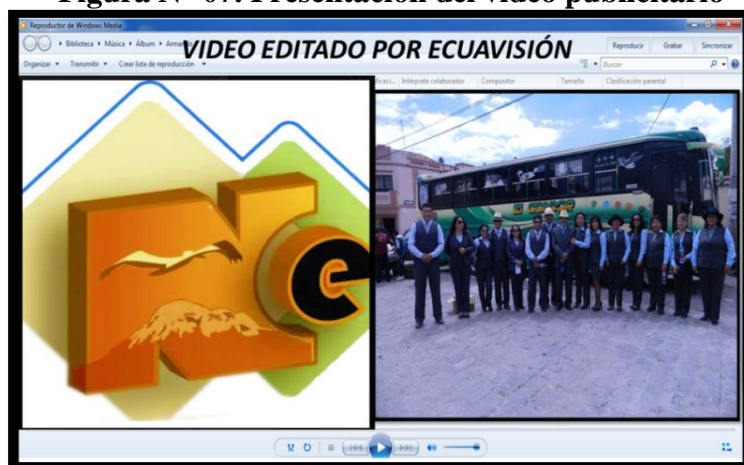 Figura N° 07. Presentación del video publicitario
Reproductor de Windows Media
Biblioteca ▸ Música ▸ Álbum ▸
VIDEO EDITADO POR ECUAVISIÓN
Reproducir Grabar Sincronizar
Organizar Transmitir Crear lista de reproducción
Buscar
Intérprete colaborador Compositor Tamaño Clasificación parental
N
e